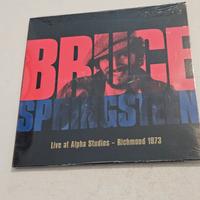 BRUCE
SPRINGSTEEN
Live at Alpha Studios - Richmond 1973